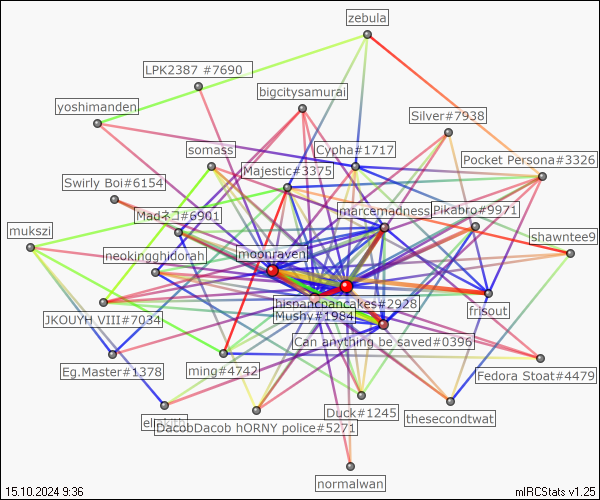 zebula
LPK2387 #7690
bigcitysamurai
yoshimanden
Silver#7938
somass
Cypha#1717
Pocket Persona#3326
Majestic#3375
Swirly Boi#6154
marcemadness
Pikabro#9971
Madネコ#6901
mukszi
shawntee9
neokingghidorah
moonraven
hispancpancakes#2928
frisout
JKOUYH.VIII#7034
Mushy#1984
Can anything be saved#0396
Eg.Master#1378
ming#4742
Fedora Stoat#4479
Duck#1245
thesecondtwat
DacobDacob hORNY police#5271
normalwan
15.10.2024 9:36
mIRCStats v1.25